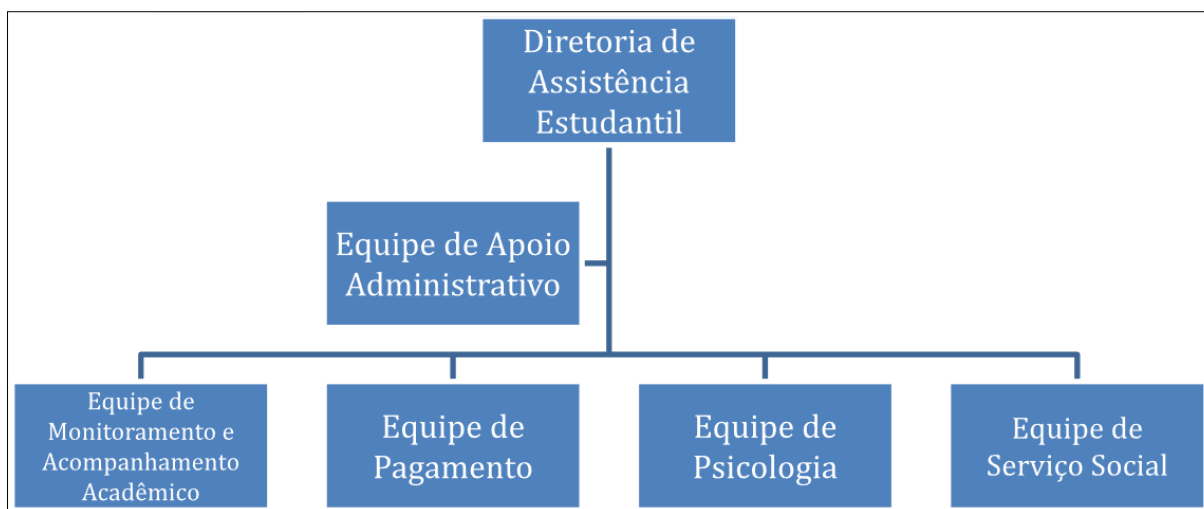 Diretoria de
Assistência
Estudantil
Equipe de Apoio
Administrativo
Equipe de
Monitoramento e
Acompanhamento
Acadêmico
Equipe de
Pagamento
Equipe de
Psicologia
Equipe de
Serviço Social